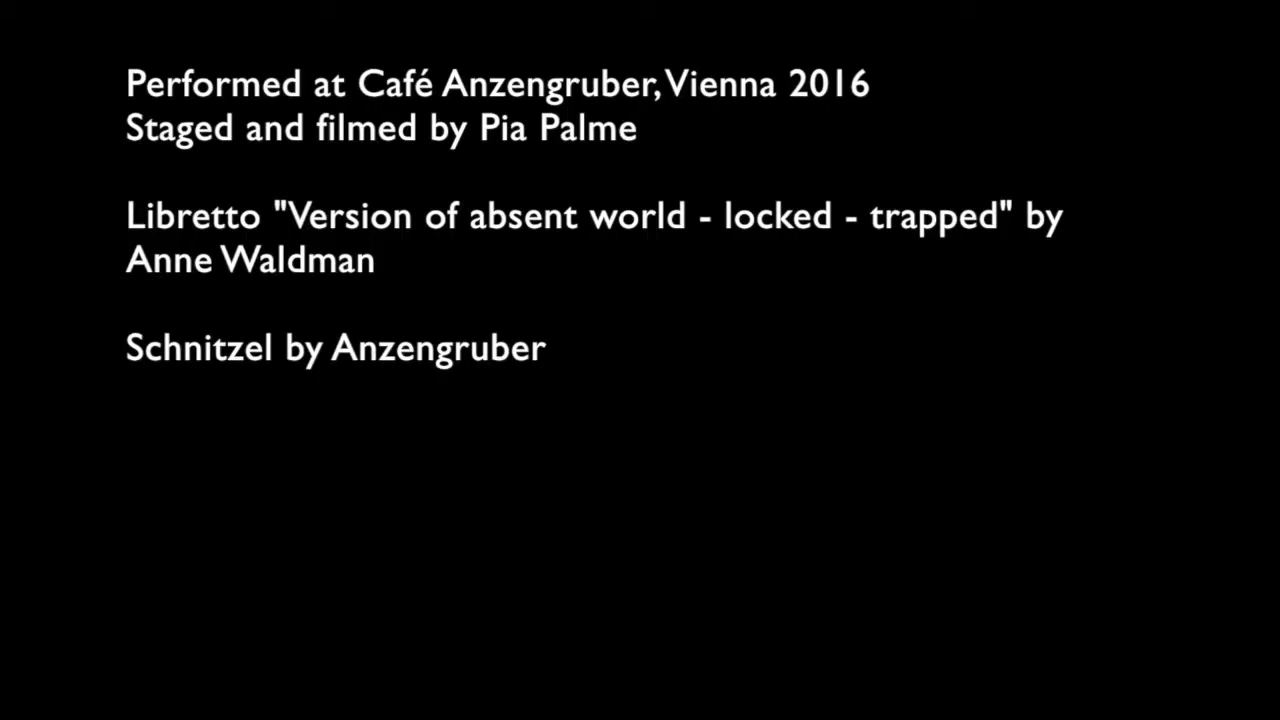 Performed at Café Anzengruber, Vienna 2016
Staged and filmed by Pia Palme
Libretto "Version of absent world - locked - trapped" by
Anne Waldman
Schnitzel by Anzengruber